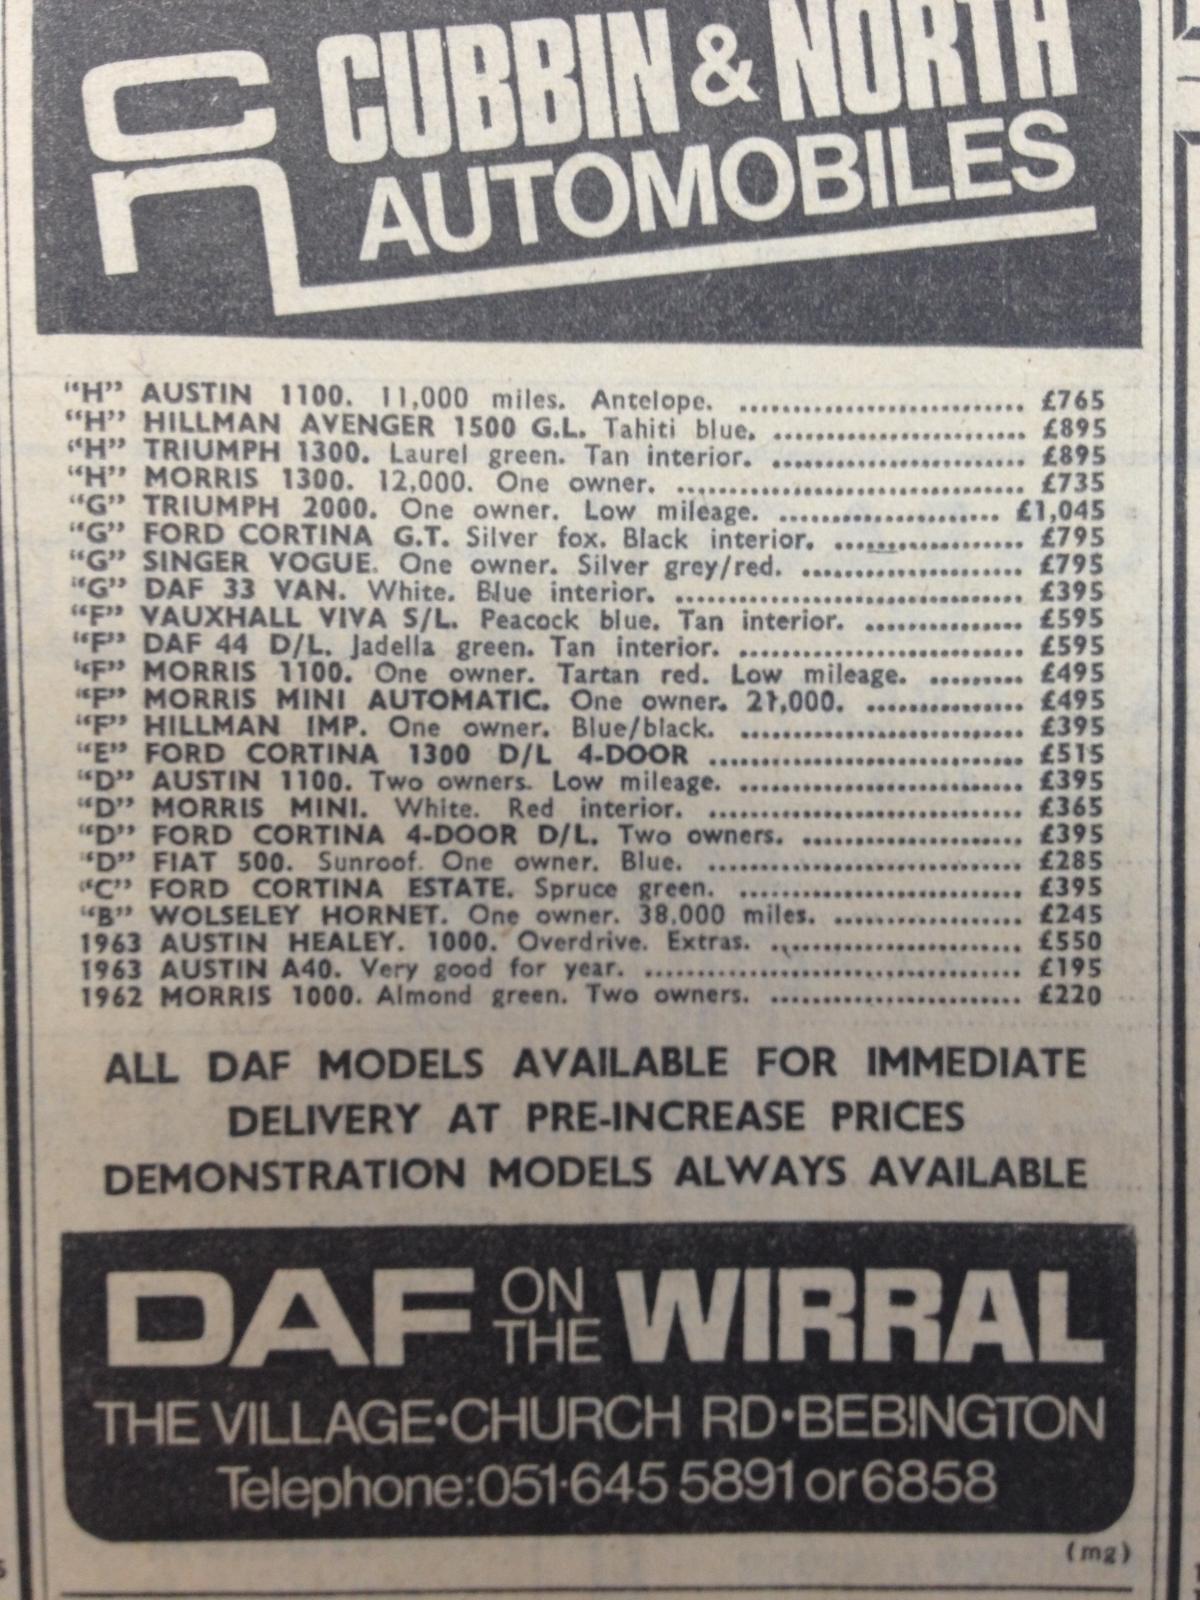 cn
CUBBIN & NORTH
AUTOMOBILES
"H" AUSTIN 1100. 11,000 miles. Antelope. ............................ £765
"H" HILLMAN AVENGER 1500 G.L. Tahiti blue. ......................... £895
"H" TRIUMPH 1300. Laurel green. Tan interior. ......................... £895
"H" MORRIS 1300. 12,000. One owner. .................................. £735
"G" TRIUMPH 2000. One owner. Low mileage. ...................... £1,045
"G" FORD CORTINA G.T. Silver fox. Black interior. ................... £795
"G" SINGER VOGUE. One owner. Silver grey/red. ...................... £795
"G" DAF 33 VAN. White. Blue interior. .................................. £395
"F" VAUXHALL VIVA S/L. Peacock blue. Tan interior. ................ £595
"F" DAF 44 D/L. Jadella green. Tan interior. ............................ £595
"F" MORRIS 1100. One owner. Tartan red. Low mileage. ......... £495
"F" MORRIS MINI AUTOMATIC. One owner. 21,000. ................ £495
"F" HILLMAN IMP. One owner. Blue/black. ............................ £395
"E" FORD CORTINA 1300 D/L 4-DOOR ............................... £515
"D" AUSTIN 1100. Two owners. Low mileage. .......................... £395
"D" MORRIS MINI. White. Red interior. ................................. £365
"D" FORD CORTINA 4-DOOR D/L. Two owners. ...................... £395
"D" FIAT 500. Sunroof. One owner. Blue. ............................... £285
"C" FORD CORTINA ESTATE. Spruce green. ............................ £395
"B" WOLSELEY HORNET. One owner. 38,000 miles. ................... £245
1963 AUSTIN HEALEY. 1000. Overdrive. Extras. ......................... £550
1963 AUSTIN A40. Very good for year. ..................................... £195
1962 MORRIS 1000. Almond green. Two owners. ......................... £220
ALL DAF MODELS AVAILABLE FOR IMMEDIATE
DELIVERY AT PRE-INCREASE PRICES
DEMONSTRATION MODELS ALWAYS AVAILABLE
DAF ON THE WIRRAL
THE VILLAGE·CHURCH RD·BEBINGTON
Telephone:051·645 5891 or 6858
(mg)